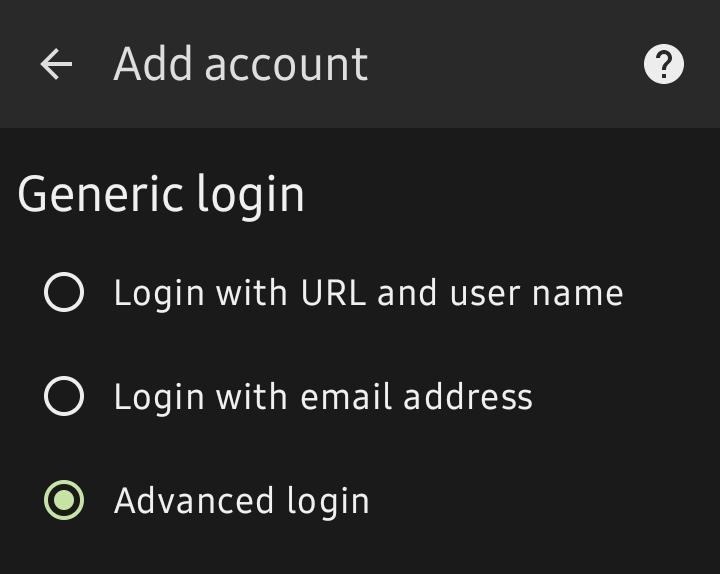 Add account
Generic login
Login with URL and user name
Login with email address
Advanced login